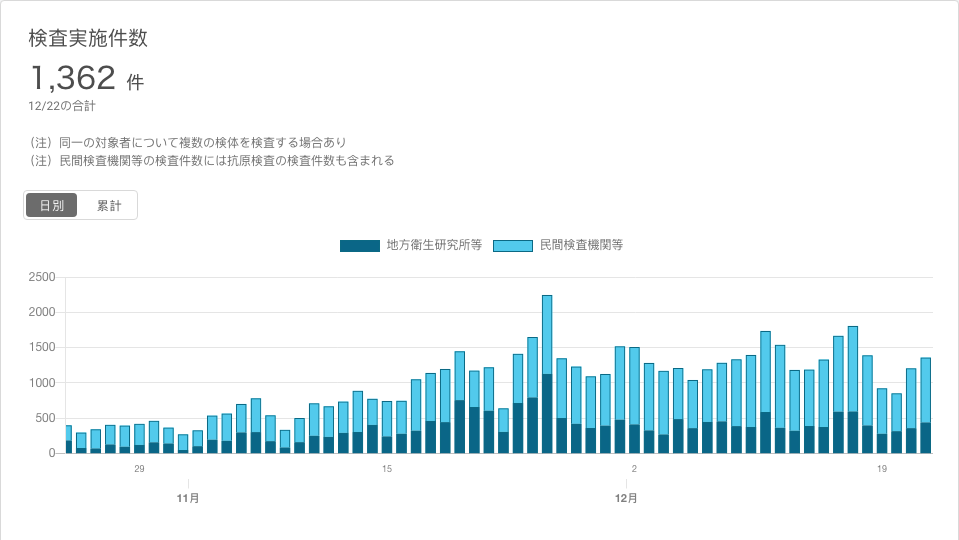 検査実施件数
1,362 件
12/22の合計
（注）同一の対象者について複数の検体を検査する場合あり
（注）民間検査機関等の検査件数には抗原検査の検査件数も含まれる
日別 累計
地方衛生研究所等 民間検査機関等
2500
2000
1500
1000
500
0
29 15 2 19
11月 12月